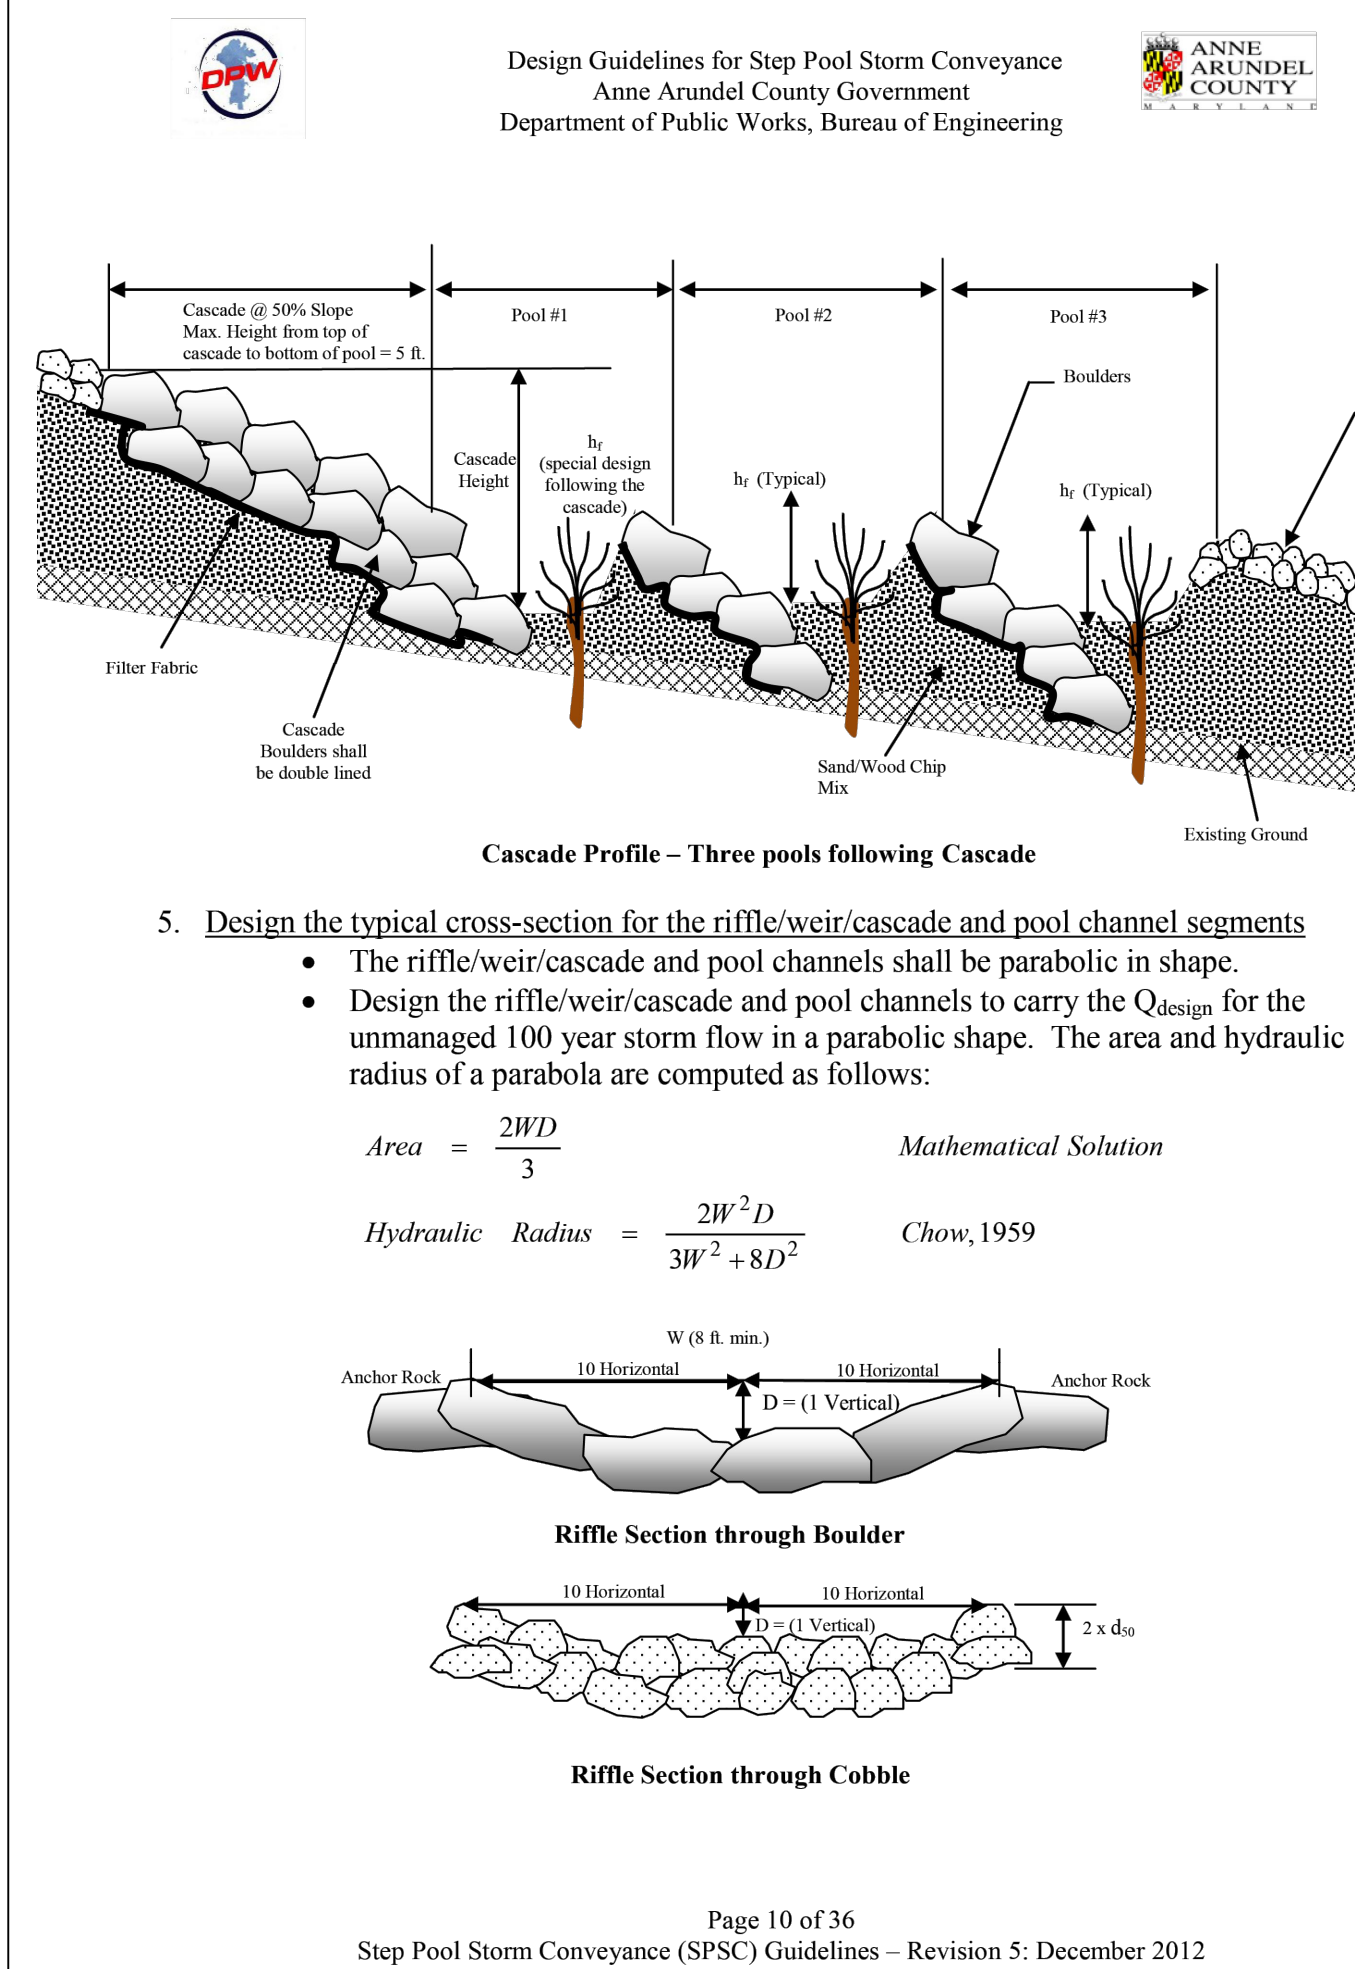 DPW
Design Guidelines for Step Pool Storm Conveyance
Anne Arundel County Government
Department of Public Works, Bureau of Engineering
ANNE
ARUNDEL
COUNTY
MARYLAND
Cascade @ 50% Slope
Max. Height from top of
cascade to bottom of pool = 5 ft.
Pool #1
Pool #2
Pool #3
Boulders
Cascade
Height
hf
(special design
following the
cascade)
hf (Typical)
hf (Typical)
Filter Fabric
Cascade
Boulders shall
be double lined
Sand/Wood Chip
Mix
Existing Ground
Cascade Profile – Three pools following Cascade
5. Design the typical cross-section for the riffle/weir/cascade and pool channel segments
• The riffle/weir/cascade and pool channels shall be parabolic in shape.
• Design the riffle/weir/cascade and pool channels to carry the Qdesign for the
unmanaged 100 year storm flow in a parabolic shape. The area and hydraulic
radius of a parabola are computed as follows:
Area = 2WD / 3 Mathematical Solution
Hydraulic Radius = 2W² D / 3W² + 8D² Chow, 1959
W (8 ft. min.)
Anchor Rock
10 Horizontal
10 Horizontal
Anchor Rock
D = (1 Vertical)
Riffle Section through Boulder
10 Horizontal
10 Horizontal
D = (1 Vertical)
2 x d50
Riffle Section through Cobble
Page 10 of 36
Step Pool Storm Conveyance (SPSC) Guidelines – Revision 5: December 2012